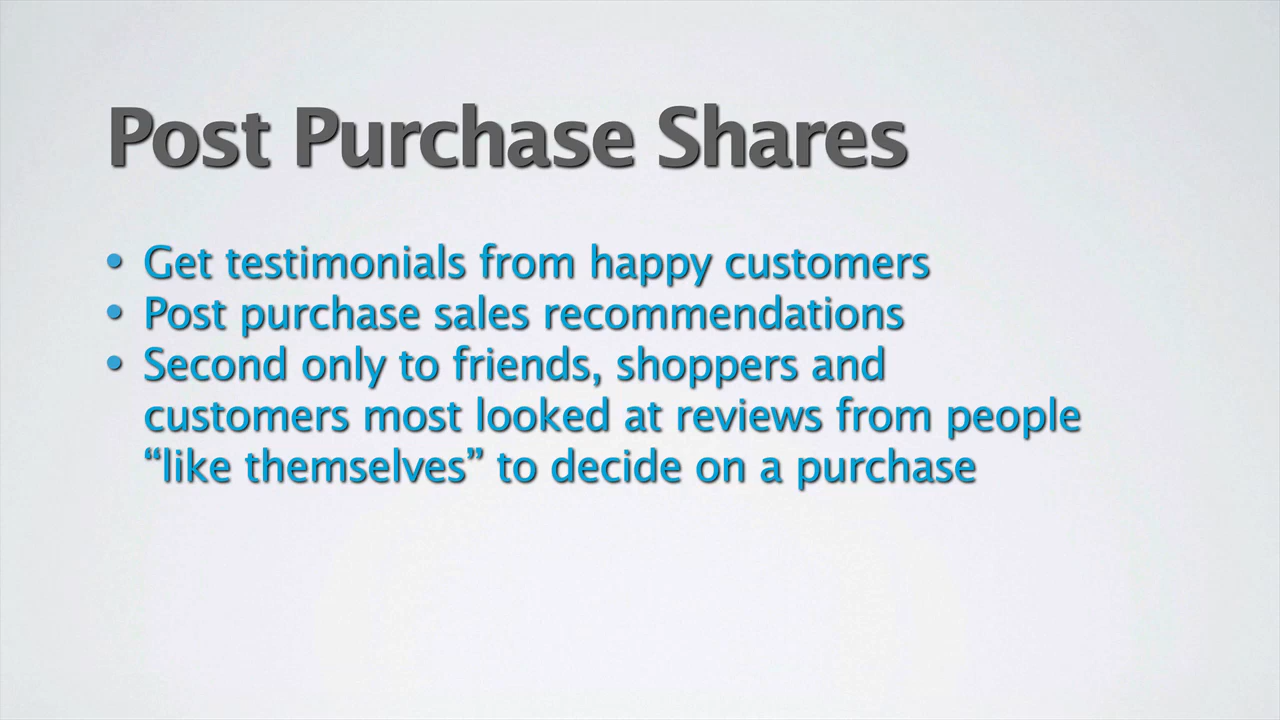 Post Purchase Shares
• Get testimonials from happy customers
• Post purchase sales recommendations
• Second only to friends, shoppers and
customers most looked at reviews from people
“like themselves” to decide on a purchase